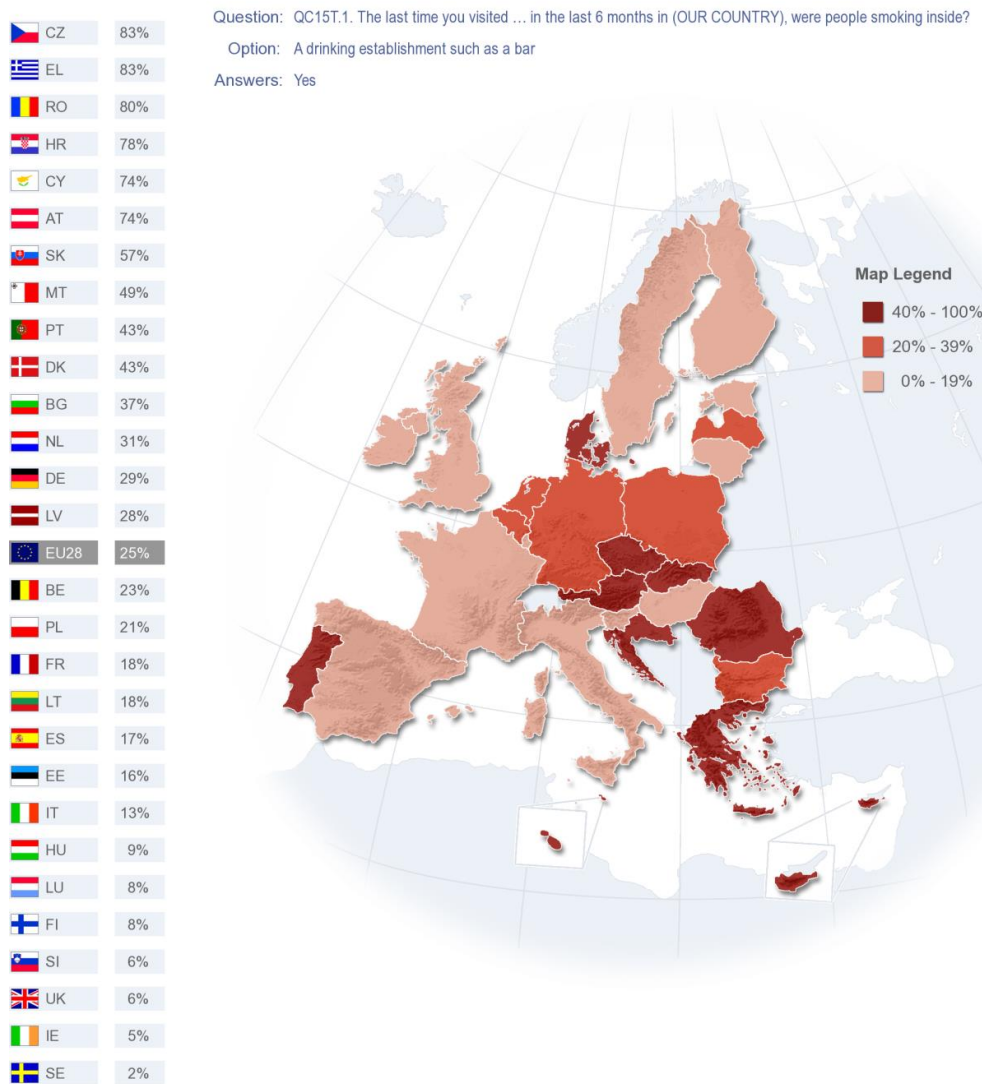 Question: QC15T.1. The last time you visited ... in the last 6 months in (OUR COUNTRY), were people smoking inside?
Option: A drinking establishment such as a bar
Answers: Yes
CZ 83%
EL 83%
RO 80%
HR 78%
CY 74%
AT 74%
SK 57%
MT 49%
PT 43%
DK 43%
BG 37%
NL 31%
DE 29%
LV 28%
EU28 25%
BE 23%
PL 21%
FR 18%
LT 18%
ES 17%
EE 16%
IT 13%
HU 9%
LU 8%
FI 8%
SI 6%
UK 6%
IE 5%
SE 2%
Map Legend
40% - 100%
20% - 39%
0% - 19%